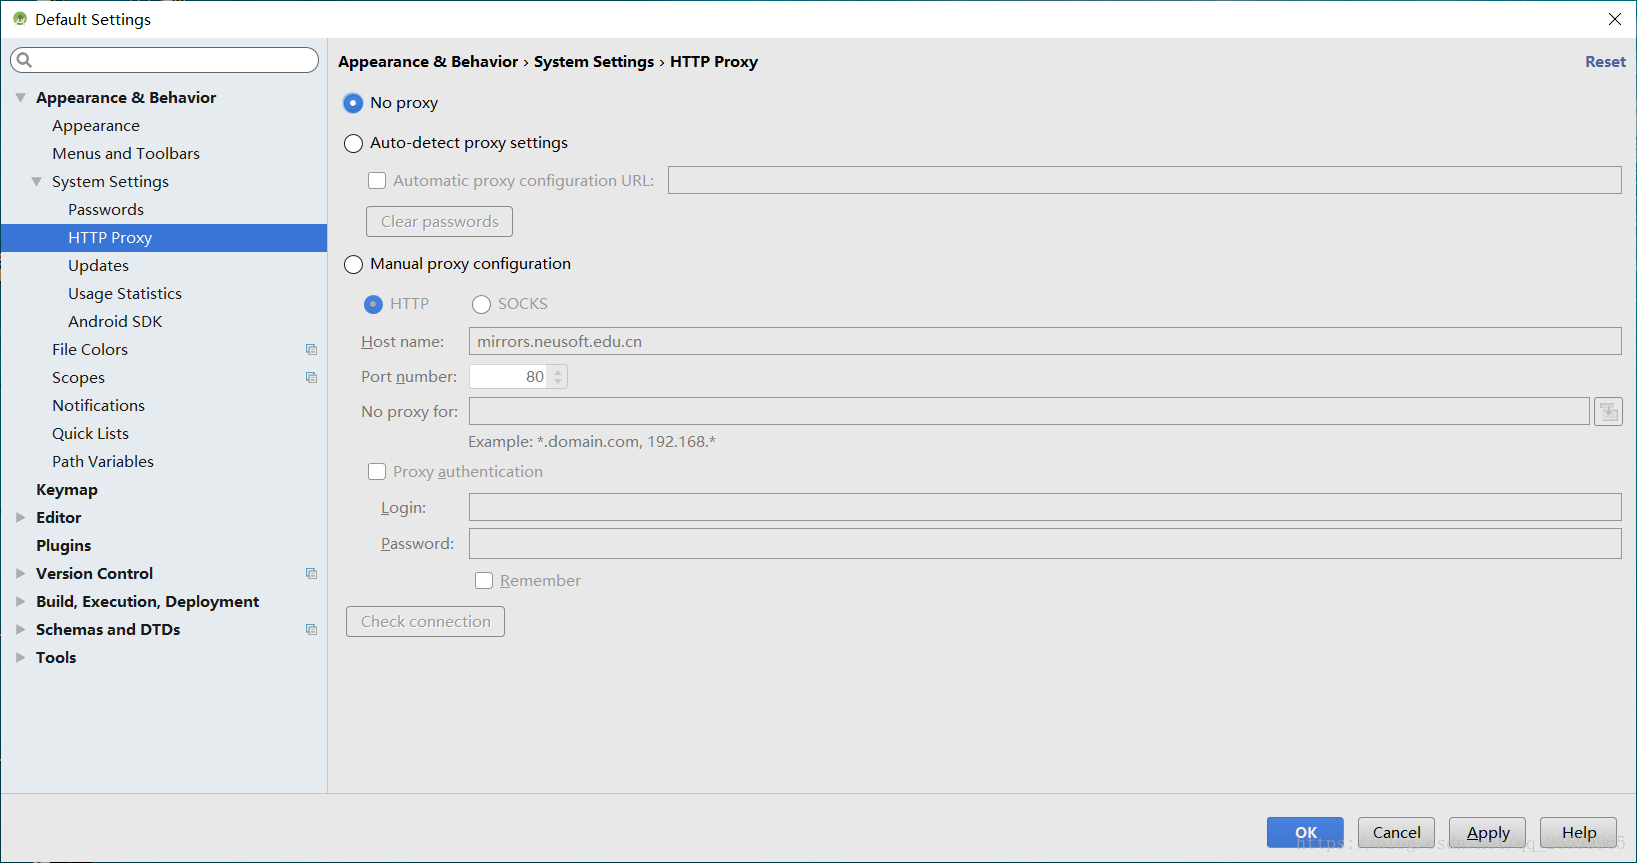 Default Settings
Appearance & Behavior
Appearance
Menus and Toolbars
System Settings
Passwords
HTTP Proxy
Updates
Usage Statistics
Android SDK
File Colors
Scopes
Notifications
Quick Lists
Path Variables
Keymap
Editor
Plugins
Version Control
Build, Execution, Deployment
Schemas and DTDs
Tools
Appearance & Behavior › System Settings › HTTP Proxy
Reset
No proxy
Auto-detect proxy settings
Automatic proxy configuration URL:
Clear passwords
Manual proxy configuration
HTTP SOCKS
Host name: mirrors.neusoft.edu.cn
Port number: 80
No proxy for:
Example: *.domain.com, 192.168.*
Proxy authentication
Login:
Password:
Remember
Check connection
OK Cancel Apply Help